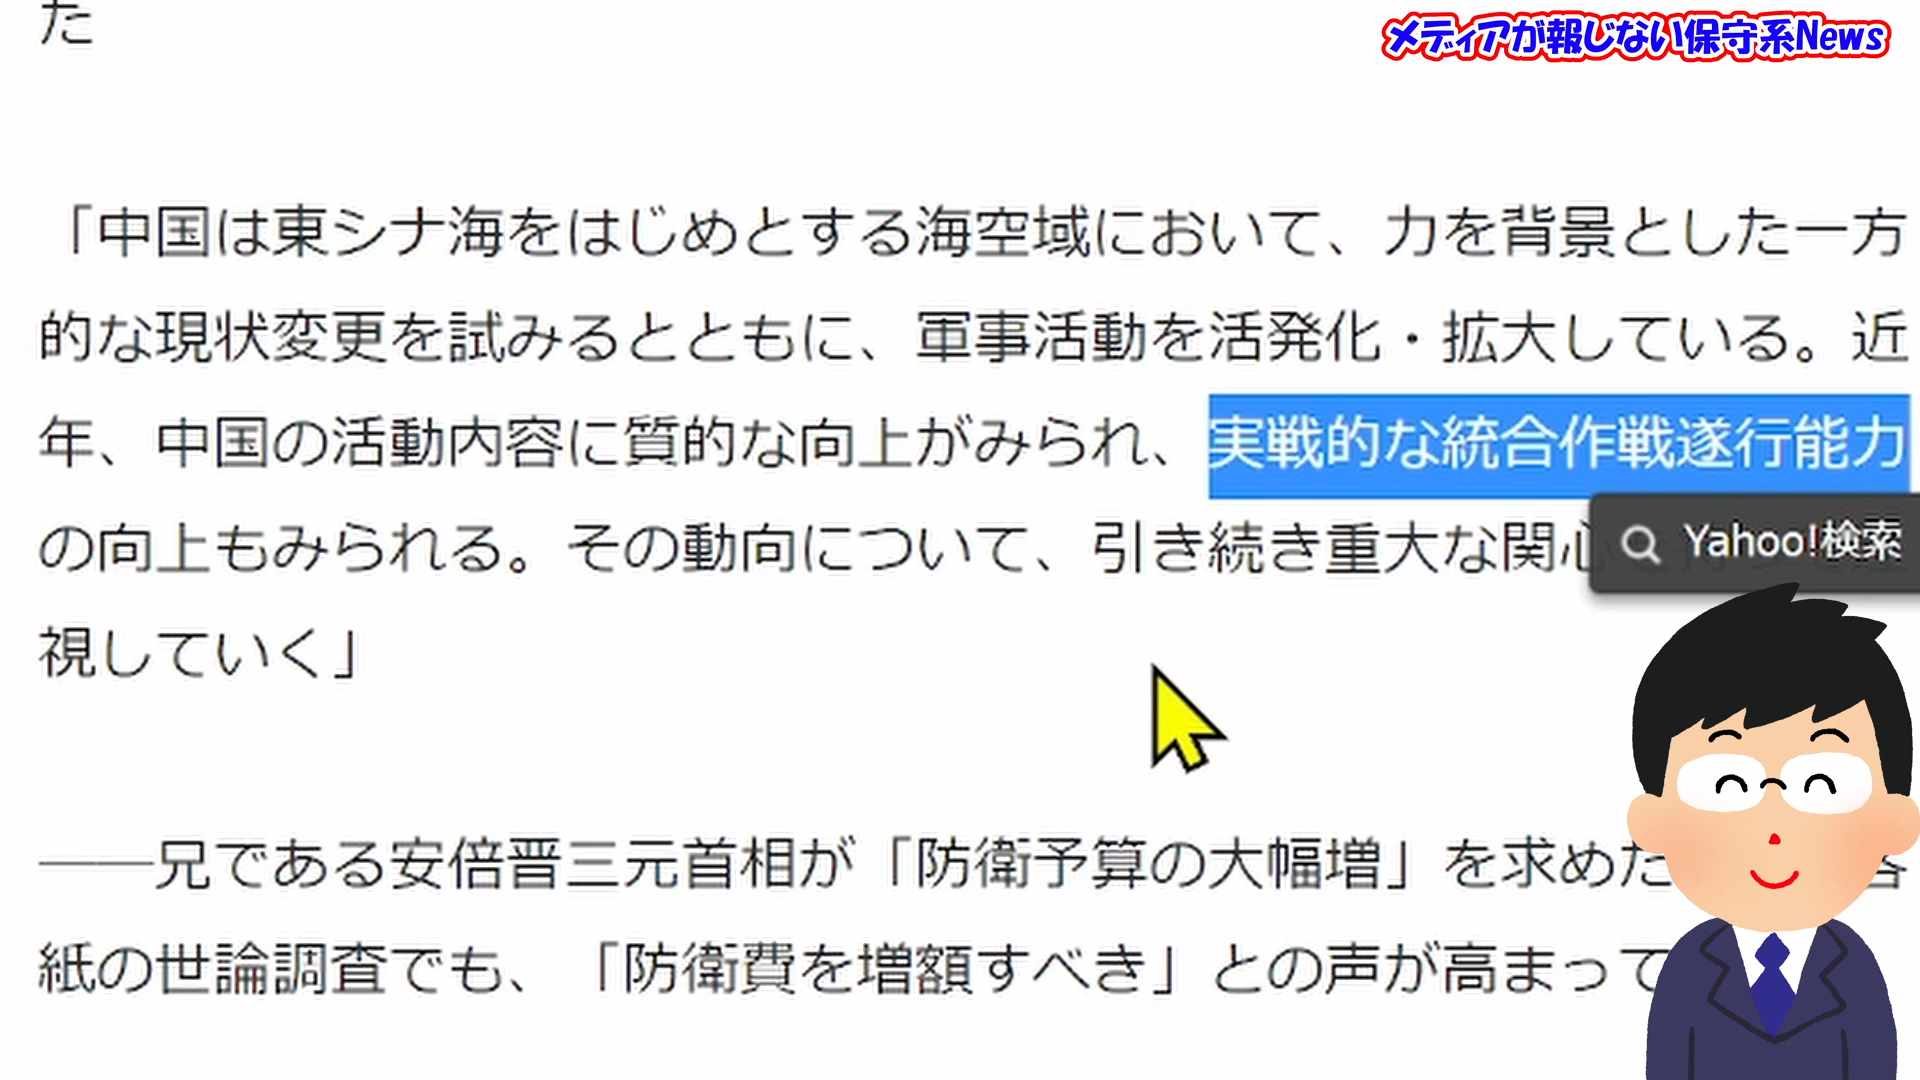 た
メディアが報じない保守系News
「中国は東シナ海をはじめとする海空域において、力を背景とした一方
的な現状変更を試みるとともに、軍事活動を活発化・拡大している。近
年、中国の活動内容に質的な向上がみられ、実戦的な統合作戦遂行能力
の向上もみられる。その動向について、引き続き重大な関心
Yahoo!検索
視していく」
──兄である安倍晋三元首相が「防衛予算の大幅増」を求めた
紙の世論調査でも、「防衛費を増額すべき」との声が高まって